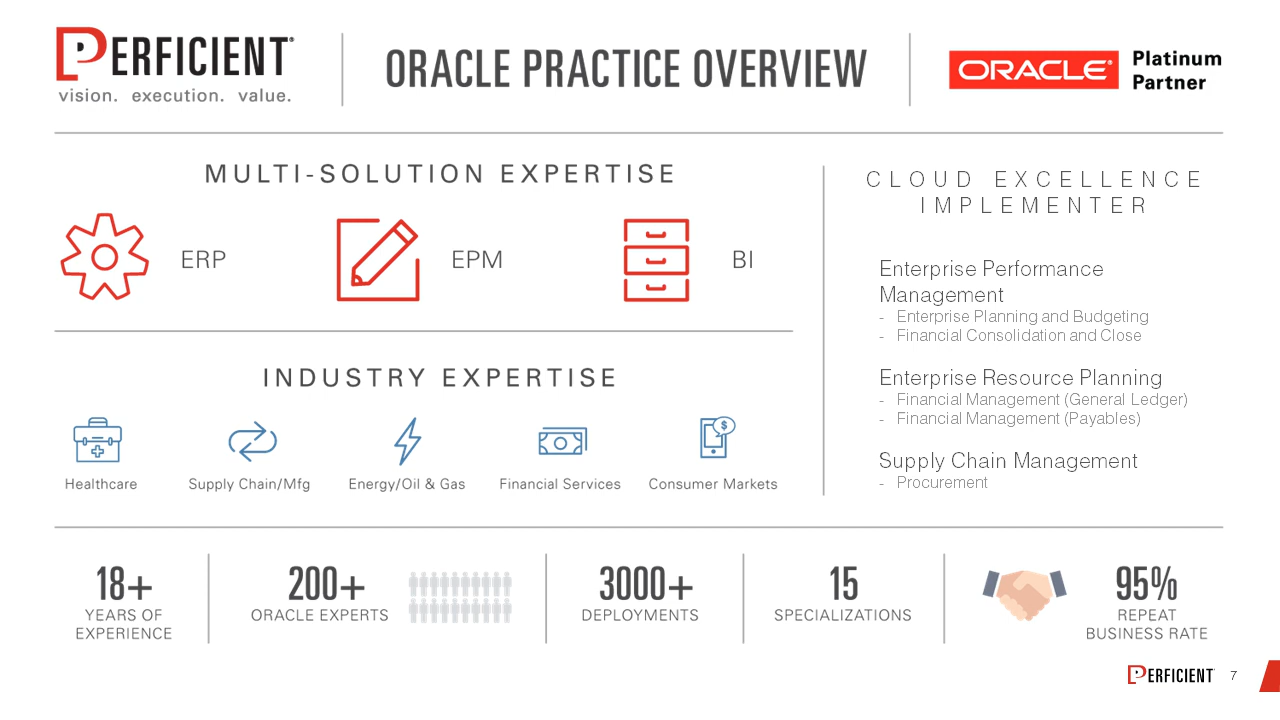 PERFICIENT®
vision. execution. value.
ORACLE PRACTICE OVERVIEW
ORACLE®
Platinum
Partner
MULTI-SOLUTION EXPERTISE
ERP
EPM
BI
INDUSTRY EXPERTISE
Healthcare
Supply Chain/Mfg
Energy/Oil & Gas
Financial Services
$
Consumer Markets
CLOUD EXCELLENCE
IMPLEMENTER
Enterprise Performance
Management
- Enterprise Planning and Budgeting
- Financial Consolidation and Close
Enterprise Resource Planning
- Financial Management (General Ledger)
- Financial Management (Payables)
Supply Chain Management
- Procurement
18+
YEARS OF
EXPERIENCE
200+
ORACLE EXPERTS
3000+
DEPLOYMENTS
15
SPECIALIZATIONS
95%
REPEAT
BUSINESS RATE
PERFICIENT
7